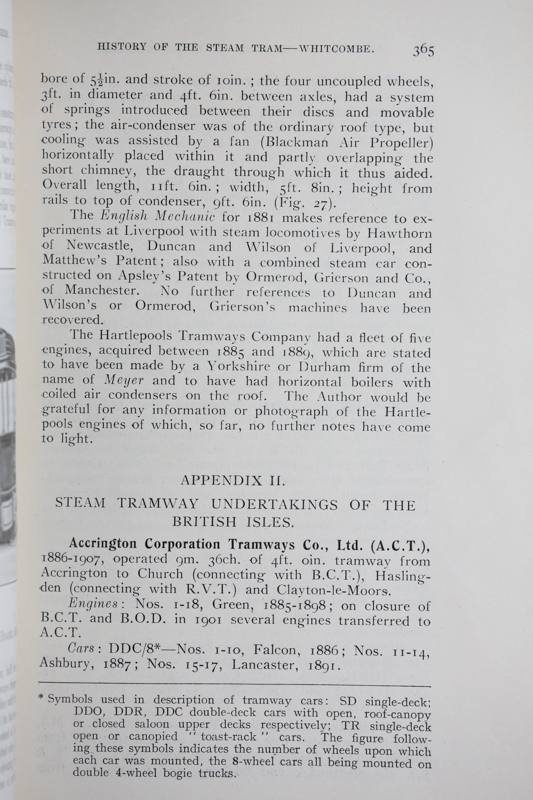 HISTORY OF THE STEAM TRAM—WHITCOMBE. 365
bore of 5½in. and stroke of 10in.; the four uncoupled wheels,
3ft. in diameter and 4ft. 6in. between axles, had a system
of springs introduced between their discs and movable
tyres; the air-condenser was of the ordinary roof type, but
cooling was assisted by a fan (Blackman Air Propeller)
horizontally placed within it and partly overlapping the
short chimney, the draught through which it thus aided.
Overall length, 11ft. 6in.; width, 5ft. 8in.; height from
rails to top of condenser, 9ft. 6in. (Fig. 27).
The English Mechanic for 1881 makes reference to ex-
periments at Liverpool with steam locomotives by Hawthorn
of Newcastle, Duncan and Wilson of Liverpool, and
Matthew's Patent; also with a combined steam car con-
structed on Apsley's Patent by Ormerod, Grierson and Co.,
of Manchester. No further references to Duncan and
Wilson's or Ormerod, Grierson's machines have been
recovered.
The Hartlepools Tramways Company had a fleet of five
engines, acquired between 1885 and 1889, which are stated
to have been made by a Yorkshire or Durham firm of the
name of Meyer and to have had horizontal boilers with
coiled air condensers on the roof. The Author would be
grateful for any information or photograph of the Hartle-
pools engines of which, so far, no further notes have come
to light.
APPENDIX II.
STEAM TRAMWAY UNDERTAKINGS OF THE
BRITISH ISLES.
Accrington Corporation Tramways Co., Ltd. (A.C.T.),
1886-1907, operated 9m. 36ch. of 4ft. 0in. tramway from
Accrington to Church (connecting with B.C.T.), Hasling-
den (connecting with R.V.T.) and Clayton-le-Moors.
Engines: Nos. 1-18, Green, 1885-1898; on closure of
B.C.T. and B.O.D. in 1901 several engines transferred to
A.C.T.
Cars: DDC/8*—Nos. 1-10, Falcon, 1886; Nos. 11-14,
Ashbury, 1887; Nos. 15-17, Lancaster, 1891.
* Symbols used in description of tramway cars: SD single-deck;
DDO, DDR, DDC double-deck cars with open, roof-canopy
or closed saloon upper decks respectively; TR single-deck
open or canopied "toast-rack" cars. The figure follow-
ing these symbols indicates the number of wheels upon which
each car was mounted, the 8-wheel cars all being mounted on
double 4-wheel bogie trucks.